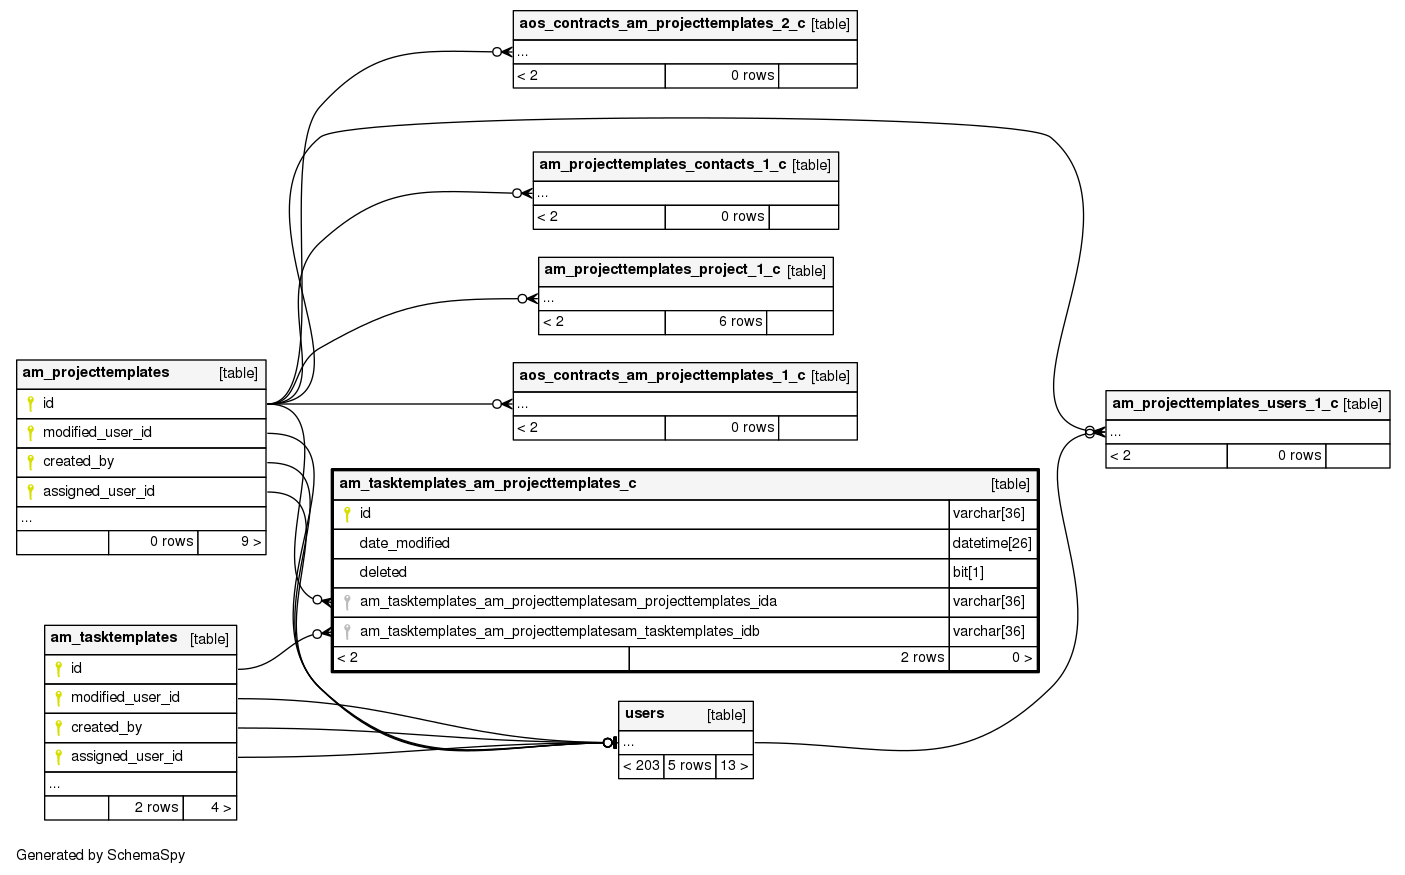 aos_contracts_am_projecttemplates_2_c [table]
...
< 2 0 rows
am_projecttemplates_contacts_1_c [table]
...
< 2 0 rows
am_projecttemplates_project_1_c [table]
...
< 2 6 rows
am_projecttemplates [table]
id
modified_user_id
created_by
assigned_user_id
...
0 rows 9 >
aos_contracts_am_projecttemplates_1_c [table]
...
< 2 0 rows
am_projecttemplates_users_1_c [table]
...
< 2 0 rows
am_tasktemplates_am_projecttemplates_c [table]
id varchar[36]
date_modified datetime[26]
deleted bit[1]
am_tasktemplates_am_projecttemplatesam_projecttemplates_ida varchar[36]
am_tasktemplates_am_projecttemplatesam_tasktemplates_idb varchar[36]
< 2 2 rows 0 >
am_tasktemplates [table]
id
modified_user_id
created_by
assigned_user_id
...
2 rows 4 >
users [table]
...
< 203 5 rows 13 >
Generated by SchemaSpy